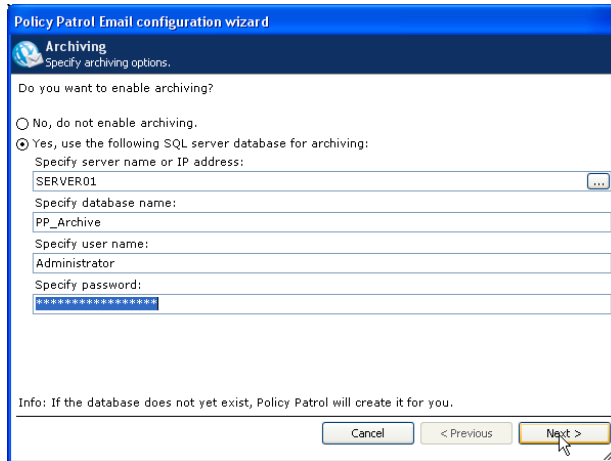 Policy Patrol Email configuration wizard
Archiving
Specify archiving options.
Do you want to enable archiving?
No, do not enable archiving.
Yes, use the following SQL server database for archiving:
Specify server name or IP address:
SERVER01
...
Specify database name:
PP_Archive
Specify user name:
Administrator
Specify password:
*****************
Info: If the database does not yet exist, Policy Patrol will create it for you.
Cancel
< Previous
Next >